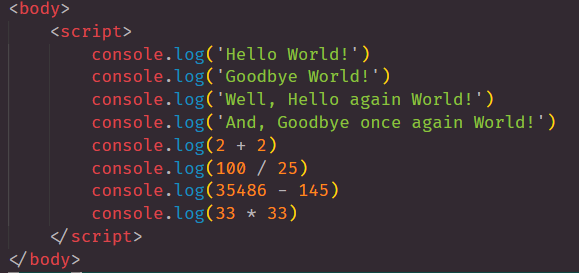 <body>
<script>
console.log('Hello World!')
console.log('Goodbye World!')
console.log('Well, Hello again World!')
console.log('And, Goodbye once again World!')
console.log(2 + 2)
console.log(100 / 25)
console.log(35486 - 145)
console.log(33 * 33)
</script>
</body>